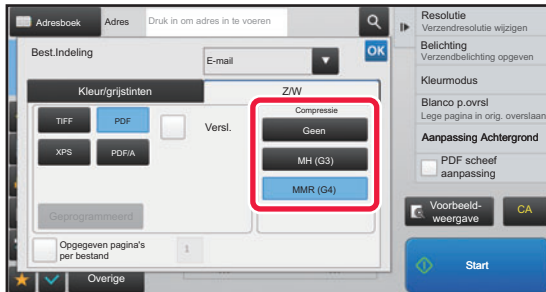 Adresboek
Adres
Druk in om adres in te voeren
Best.Indeling
E-mail
OK
Kleur/grijstinten
Z/W
TIFF
PDF
Versl.
XPS
PDF/A
Geprogrammeerd
Compressie
Geen
MH (G3)
MMR (G4)
Opgegeven pagina's
per bestand
1
Overige
Resolutie
Verzendresolutie wijzigen
Belichting
Verzendbelichting opgeven
Kleurmodus
Blanco p.ovrsl
Lege pagina in orig. overslaan
Aanpassing Achtergrond
PDF scheef
aanpassing
Voorbeeld-
weergave
CA
Start